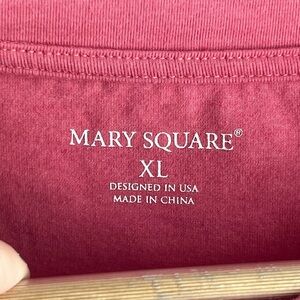 MARY SQUARE®
XL
DESIGNED IN USA
MADE IN CHINA